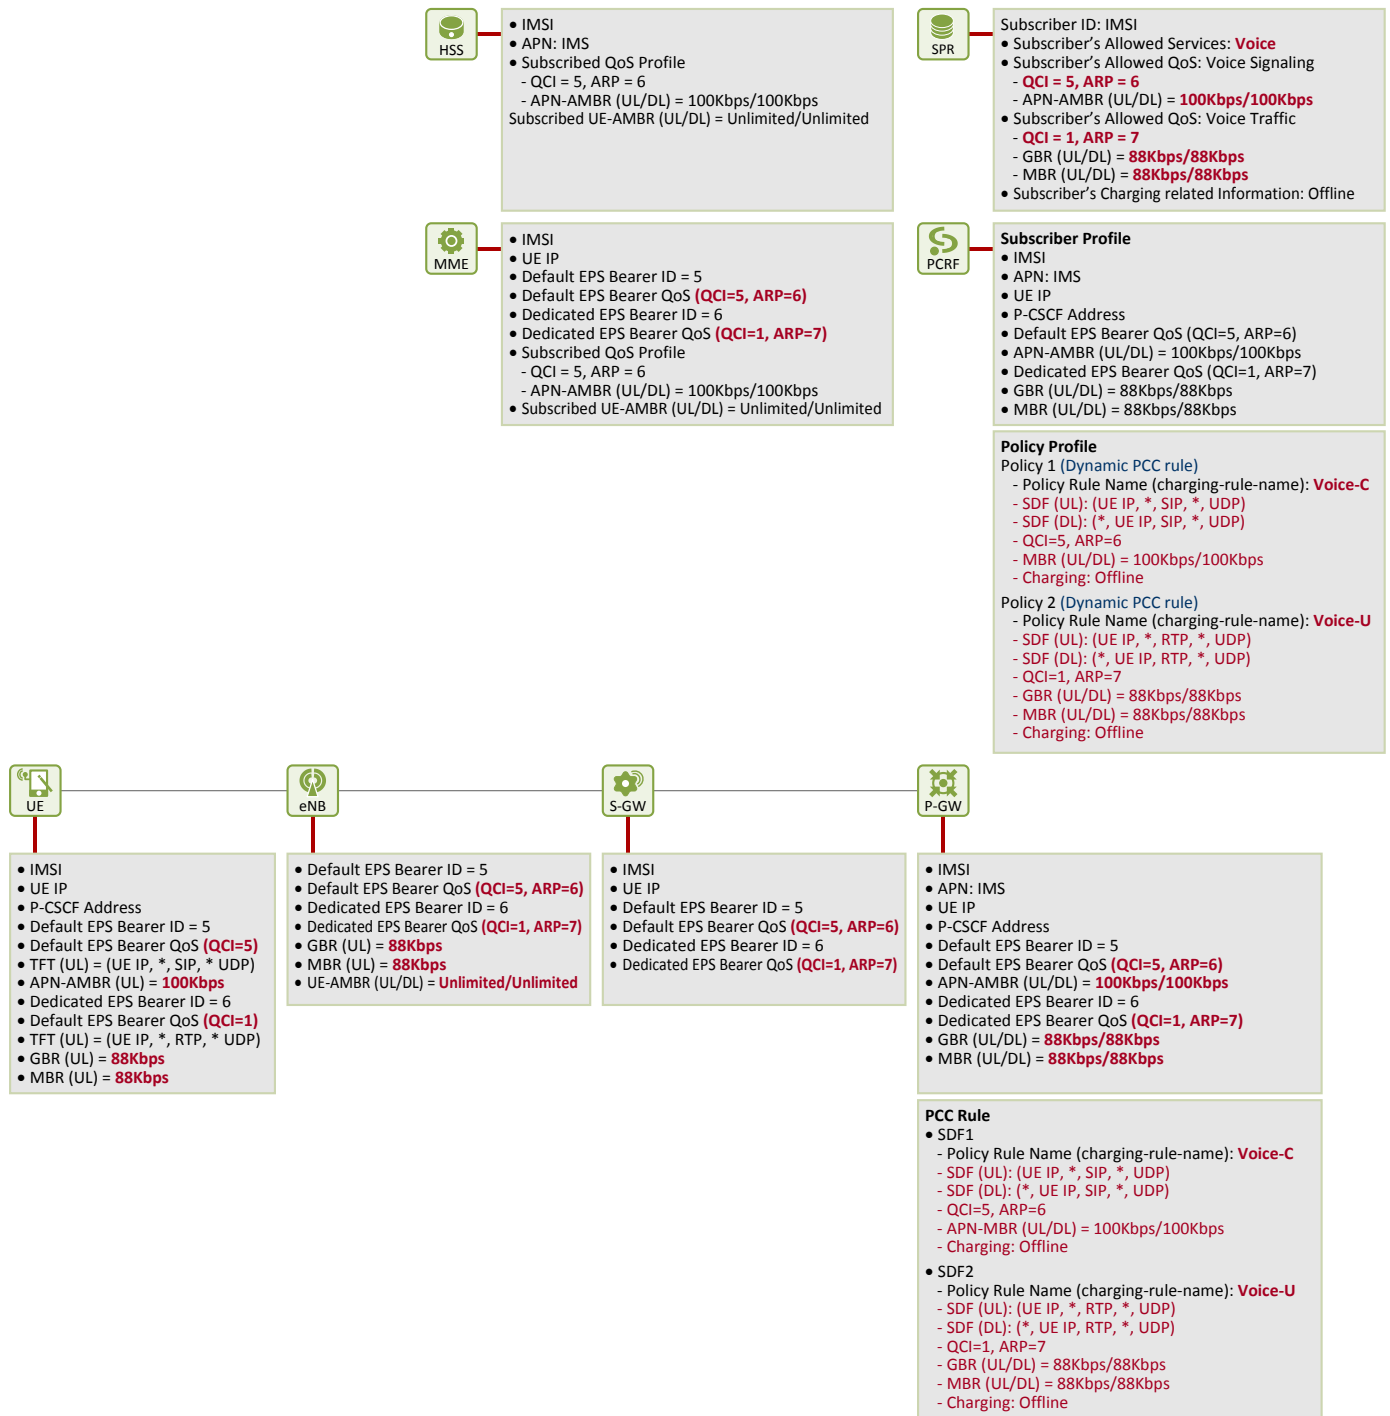 HSS
• IMSI
• APN: IMS
• Subscribed QoS Profile
- QCI = 5, ARP = 6
- APN-AMBR (UL/DL) = 100Kbps/100Kbps
Subscribed UE-AMBR (UL/DL) = Unlimited/Unlimited
SPR
Subscriber ID: IMSI
• Subscriber's Allowed Services: Voice
• Subscriber's Allowed QoS: Voice Signaling
- QCI = 5, ARP = 6
- APN-AMBR (UL/DL) = 100Kbps/100Kbps
• Subscriber's Allowed QoS: Voice Traffic
- QCI = 1, ARP = 7
- GBR (UL/DL) = 88Kbps/88Kbps
- MBR (UL/DL) = 88Kbps/88Kbps
• Subscriber's Charging related Information: Offline
MME
• IMSI
• UE IP
• Default EPS Bearer ID = 5
• Default EPS Bearer QoS (QCI=5, ARP=6)
• Dedicated EPS Bearer ID = 6
• Dedicated EPS Bearer QoS (QCI=1, ARP=7)
• Subscribed QoS Profile
- QCI = 5, ARP = 6
- APN-AMBR (UL/DL) = 100Kbps/100Kbps
• Subscribed UE-AMBR (UL/DL) = Unlimited/Unlimited
PCRF
Subscriber Profile
• IMSI
• APN: IMS
• UE IP
• P-CSCF Address
• Default EPS Bearer QoS (QCI=5, ARP=6)
• APN-AMBR (UL/DL) = 100Kbps/100Kbps
• Dedicated EPS Bearer QoS (QCI=1, ARP=7)
• GBR (UL/DL) = 88Kbps/88Kbps
• MBR (UL/DL) = 88Kbps/88Kbps
Policy Profile
Policy 1 (Dynamic PCC rule)
- Policy Rule Name (charging-rule-name): Voice-C
- SDF (UL): (UE IP, *, SIP, *, UDP)
- SDF (DL): (*, UE IP, SIP, *, UDP)
- QCI=5, ARP=6
- MBR (UL/DL) = 100Kbps/100Kbps
- Charging: Offline
Policy 2 (Dynamic PCC rule)
- Policy Rule Name (charging-rule-name): Voice-U
- SDF (UL): (UE IP, *, RTP, *, UDP)
- SDF (DL): (*, UE IP, RTP, *, UDP)
- QCI=1, ARP=7
- GBR (UL/DL) = 88Kbps/88Kbps
- MBR (UL/DL) = 88Kbps/88Kbps
- Charging: Offline
UE
• IMSI
• UE IP
• P-CSCF Address
• Default EPS Bearer ID = 5
• Default EPS Bearer QoS (QCI=5)
• TFT (UL) = (UE IP, *, SIP, * UDP)
• APN-AMBR (UL) = 100Kbps
• Dedicated EPS Bearer ID = 6
• Default EPS Bearer QoS (QCI=1)
• TFT (UL) = (UE IP, *, RTP, * UDP)
• GBR (UL) = 88Kbps
• MBR (UL) = 88Kbps
eNB
• Default EPS Bearer ID = 5
• Default EPS Bearer QoS (QCI=5, ARP=6)
• Dedicated EPS Bearer ID = 6
• Dedicated EPS Bearer QoS (QCI=1, ARP=7)
• GBR (UL) = 88Kbps
• MBR (UL) = 88Kbps
• UE-AMBR (UL/DL) = Unlimited/Unlimited
S-GW
• IMSI
• UE IP
• Default EPS Bearer ID = 5
• Default EPS Bearer QoS (QCI=5, ARP=6)
• Dedicated EPS Bearer ID = 6
• Dedicated EPS Bearer QoS (QCI=1, ARP=7)
P-GW
• IMSI
• APN: IMS
• UE IP
• P-CSCF Address
• Default EPS Bearer ID = 5
• Default EPS Bearer QoS (QCI=5, ARP=6)
• APN-AMBR (UL/DL) = 100Kbps/100Kbps
• Dedicated EPS Bearer ID = 6
• Dedicated EPS Bearer QoS (QCI=1, ARP=7)
• GBR (UL/DL) = 88Kbps/88Kbps
• MBR (UL/DL) = 88Kbps/88Kbps
PCC Rule
• SDF1
- Policy Rule Name (charging-rule-name): Voice-C
- SDF (UL): (UE IP, *, SIP, *, UDP)
- SDF (DL): (*, UE IP, SIP, *, UDP)
- QCI=5, ARP=6
- APN-MBR (UL/DL) = 100Kbps/100Kbps
- Charging: Offline
• SDF2
- Policy Rule Name (charging-rule-name): Voice-U
- SDF (UL): (UE IP, *, RTP, *, UDP)
- SDF (DL): (*, UE IP, RTP, *, UDP)
- QCI=1, ARP=7
- GBR (UL/DL) = 88Kbps/88Kbps
- MBR (UL/DL) = 88Kbps/88Kbps
- Charging: Offline